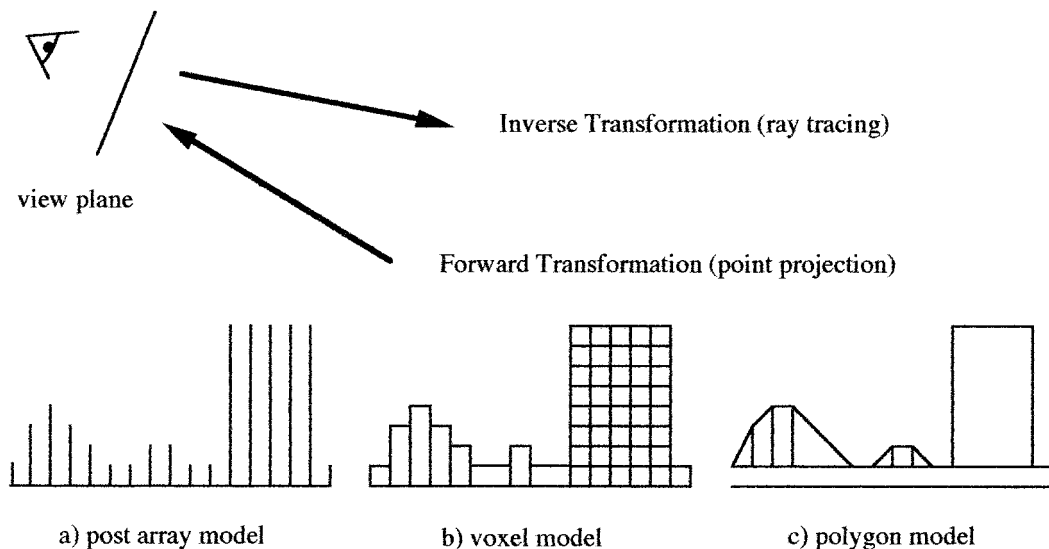 Inverse Transformation (ray tracing)
view plane
Forward Transformation (point projection)
a) post array model
b) voxel model
c) polygon model